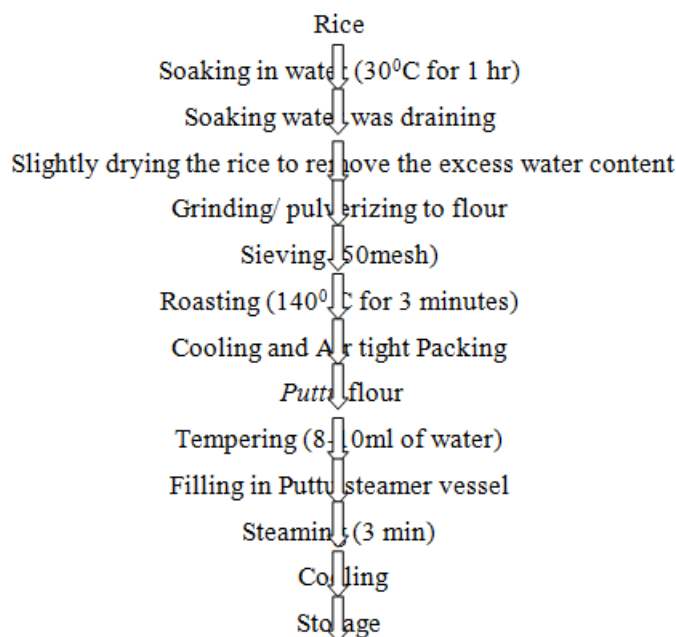 Rice
Soaking in water (30⁰C for 1 hr)
Soaking water was draining
Slightly drying the rice to remove the excess water content
Grinding/ pulverizing to flour
Sieving (50mesh)
Roasting (140⁰ C for 3 minutes)
Cooling and Air tight Packing
Puttu flour
Tempering (8-10ml of water)
Filling in Puttu steamer vessel
Steaming (3 min)
Cooling
Storage